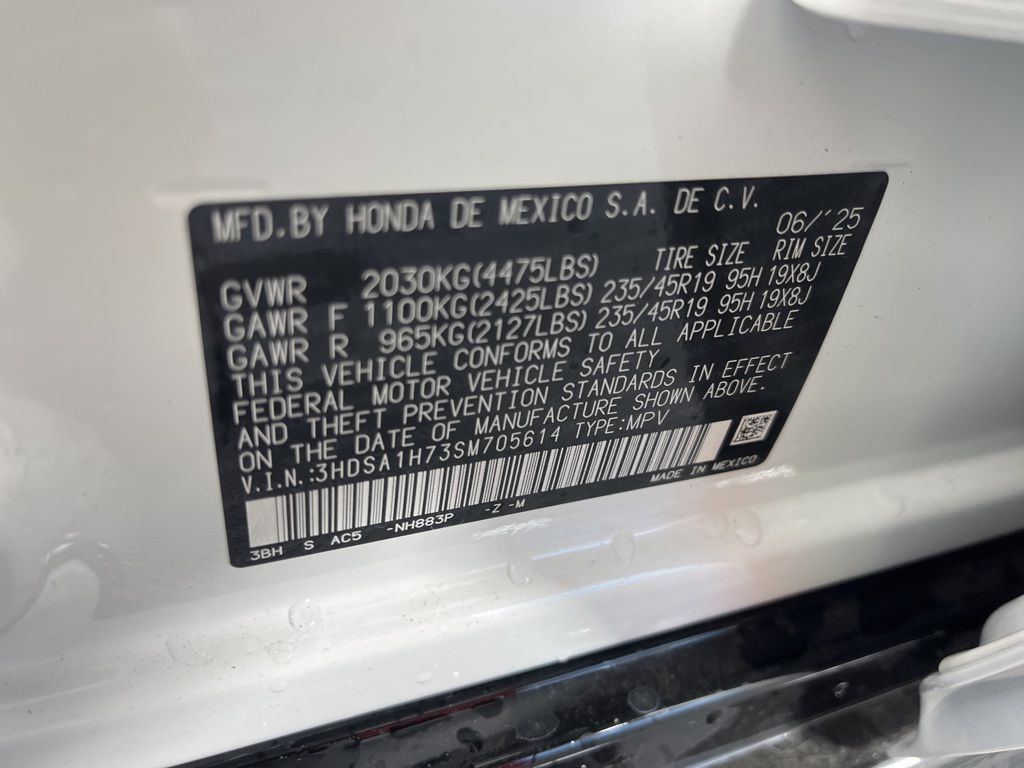 MFD.BY HONDA DE MEXICO S.A. DE C.V. 06/'25
TIRE SIZE RIM SIZE
GVWR 2030KG(4475LBS)
GAWR F 1100KG(2425LBS) 235/45R19 95H 19X8J
GAWR R 965KG(2127LBS) 235/45R19 95H 19X8J
THIS VEHICLE CONFORMS TO ALL APPLICABLE
FEDERAL MOTOR VEHICLE SAFETY
AND THEFT PREVENTION STANDARDS IN EFFECT
ON THE DATE OF MANUFACTURE SHOWN ABOVE.
V.I.N.:3HDSA1H73SM705614 TYPE:MPV
MADE IN MEXICO
3BH S AC5 -NH883P -Z -M